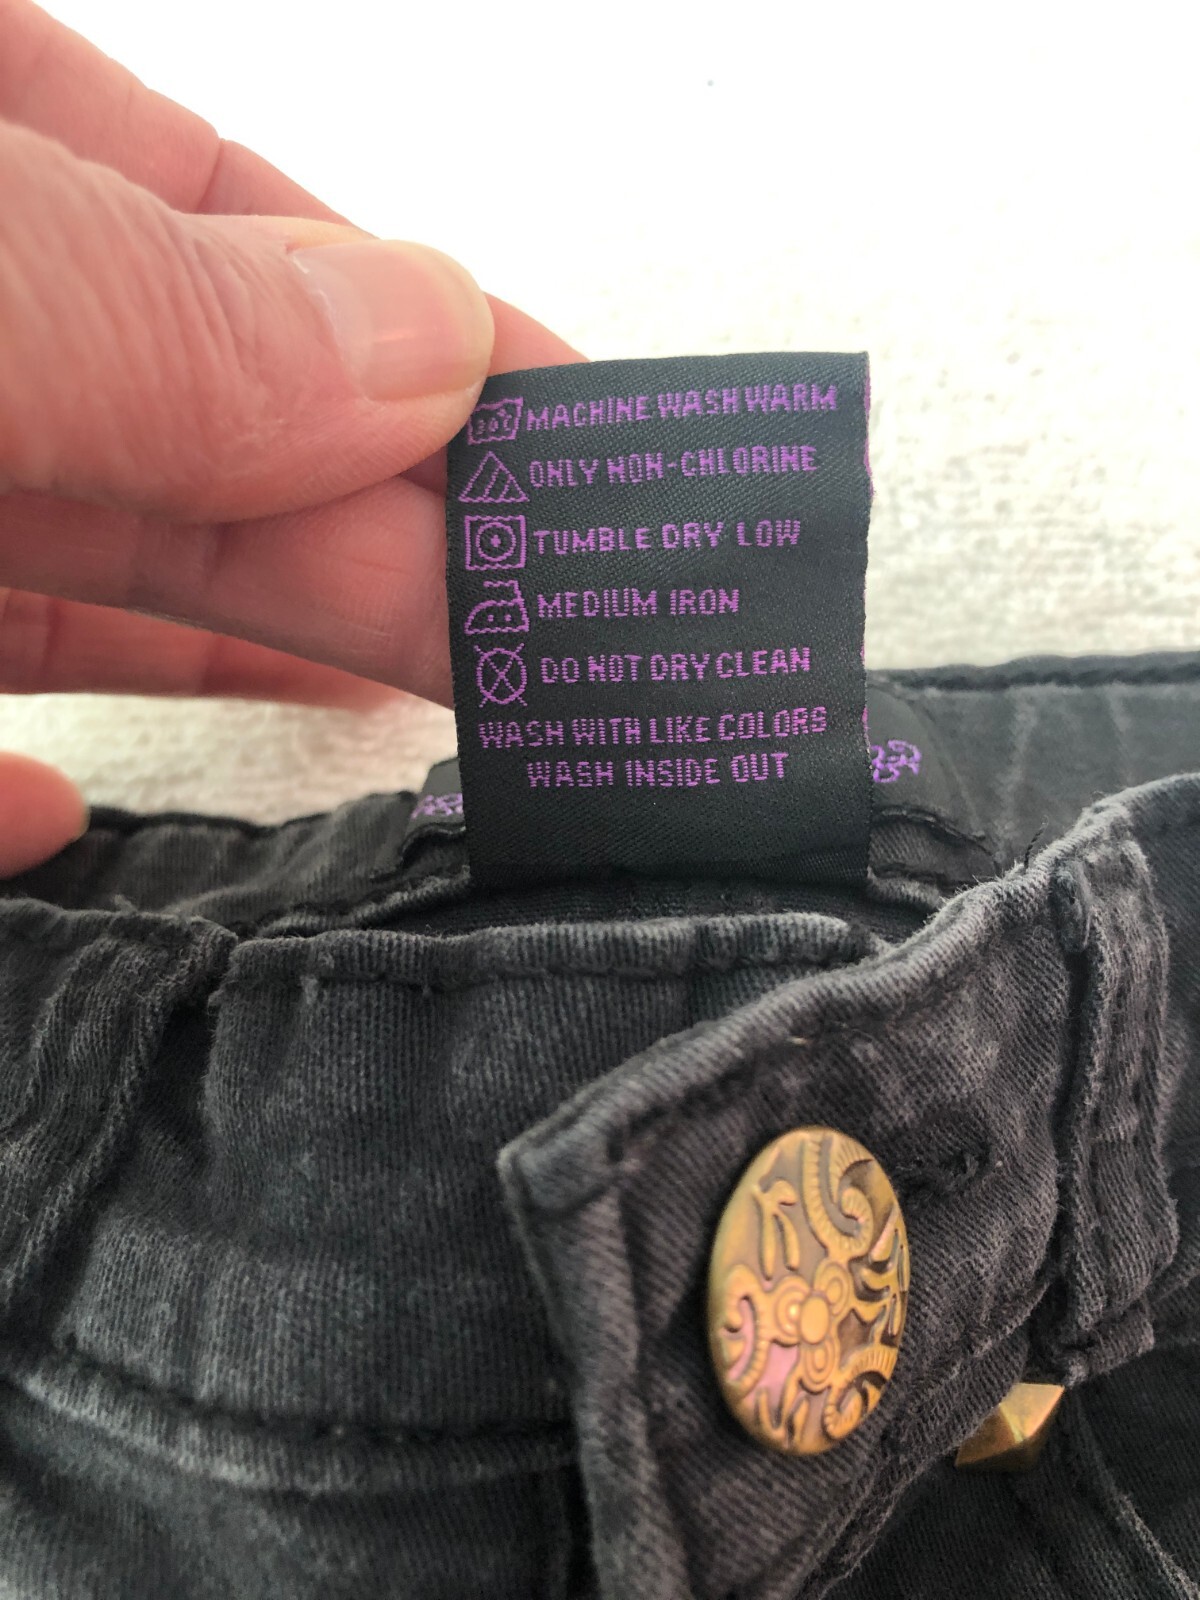 30C MACHINE WASH WARM
ONLY NON-CHLORINE
TUMBLE DRY LOW
MEDIUM IRON
DO NOT DRY CLEAN
WASH WITH LIKE COLORS
WASH INSIDE OUT